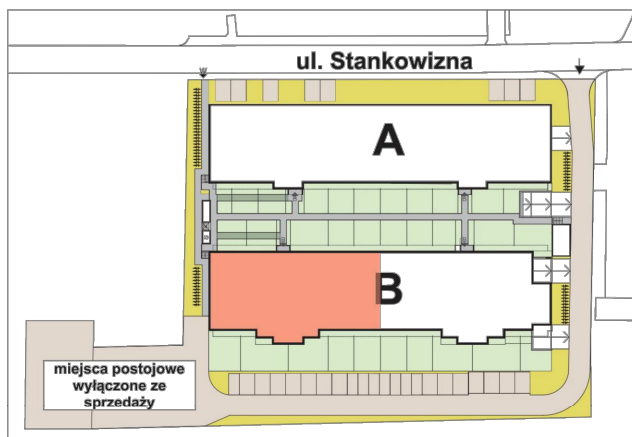 ul. Stankowizna
A
B
miejsca postojowe
wyłączone ze
sprzedaży